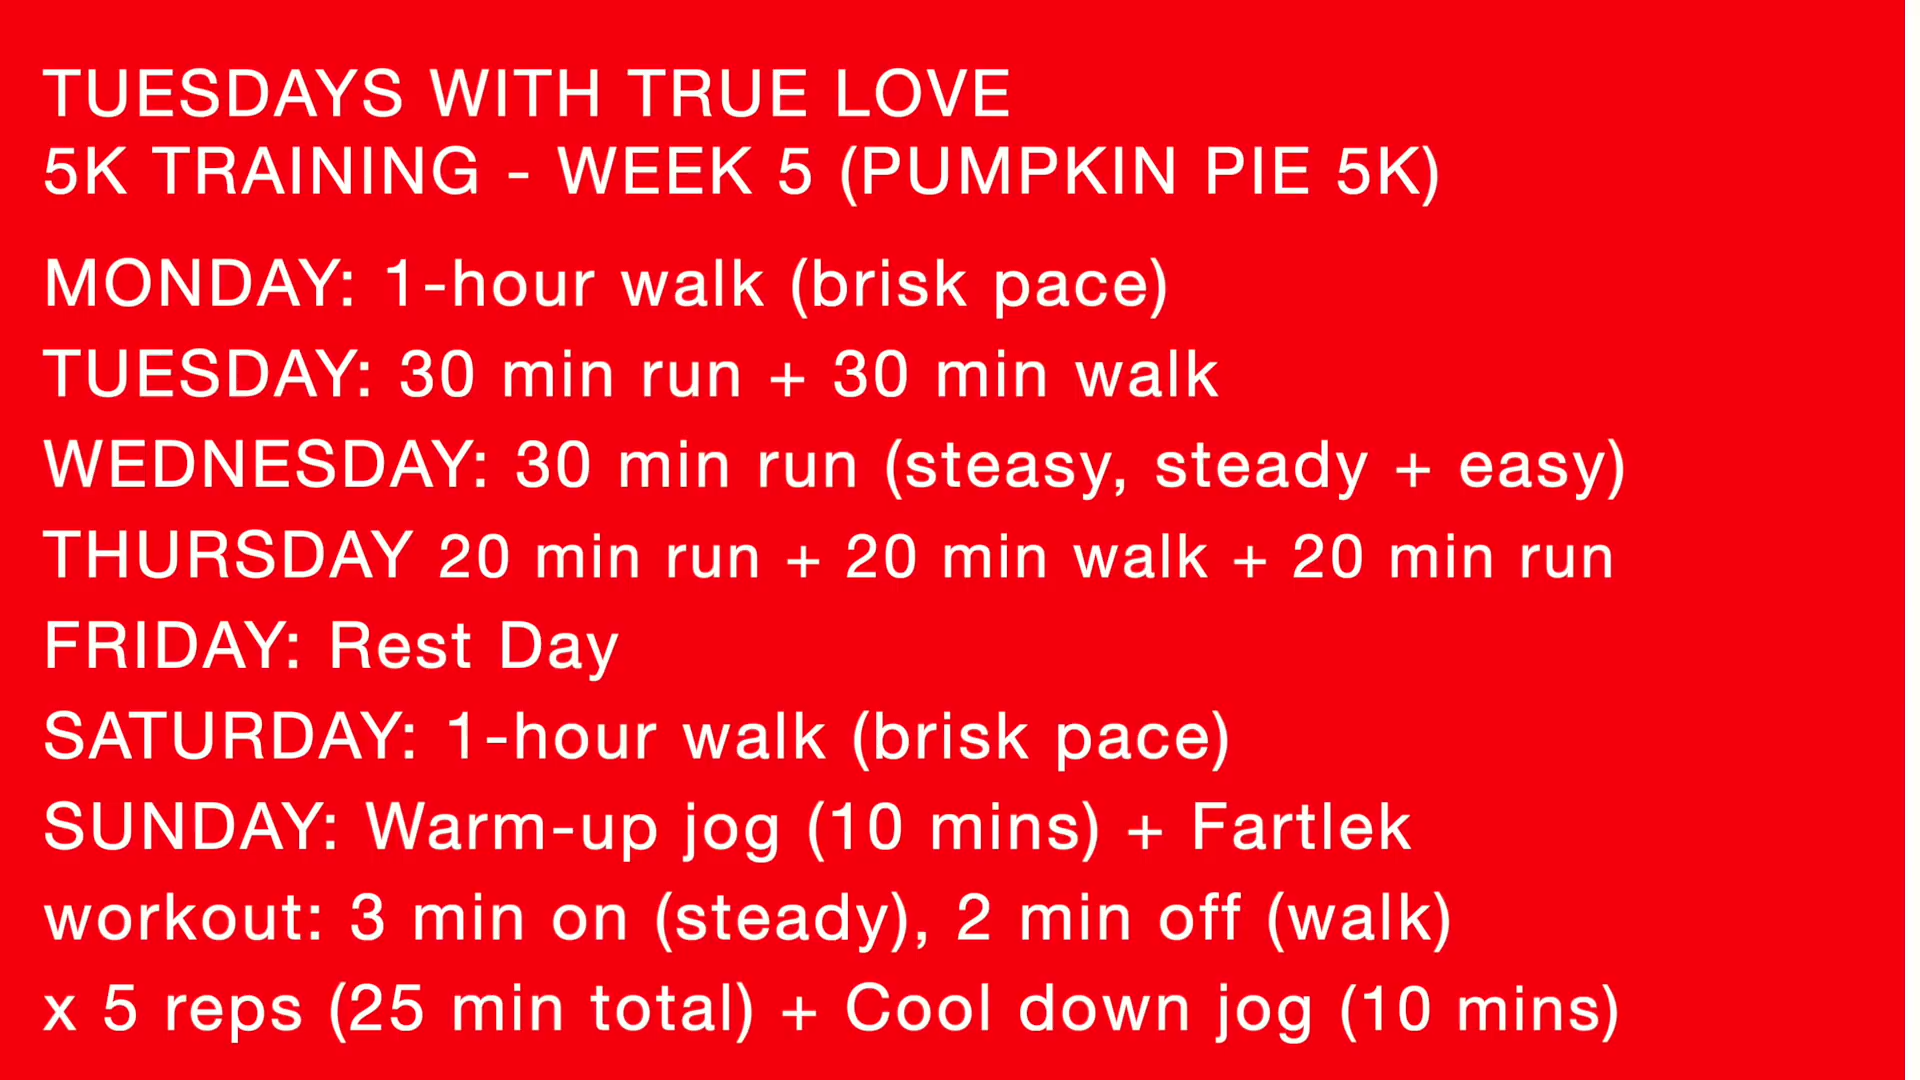 TUESDAYS WITH TRUE LOVE
5K TRAINING - WEEK 5 (PUMPKIN PIE 5K)
MONDAY: 1-hour walk (brisk pace)
TUESDAY: 30 min run + 30 min walk
WEDNESDAY: 30 min run (steasy, steady + easy)
THURSDAY 20 min run + 20 min walk + 20 min run
FRIDAY: Rest Day
SATURDAY: 1-hour walk (brisk pace)
SUNDAY: Warm-up jog (10 mins) + Fartlek
workout: 3 min on (steady), 2 min off (walk)
x 5 reps (25 min total) + Cool down jog (10 mins)